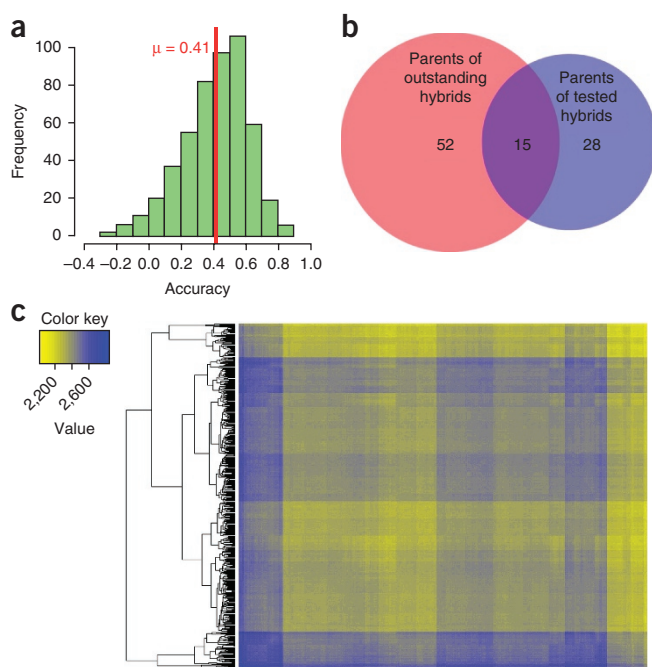 a
μ = 0.41
100
80
60
40
20
0
Frequency
–0.4 –0.2 0.0 0.2 0.4 0.6 0.8 1.0
Accuracy
b
Parents of
outstanding
hybrids
52
15
Parents
of tested
hybrids
28
c
Color key
2,200
2,600
Value